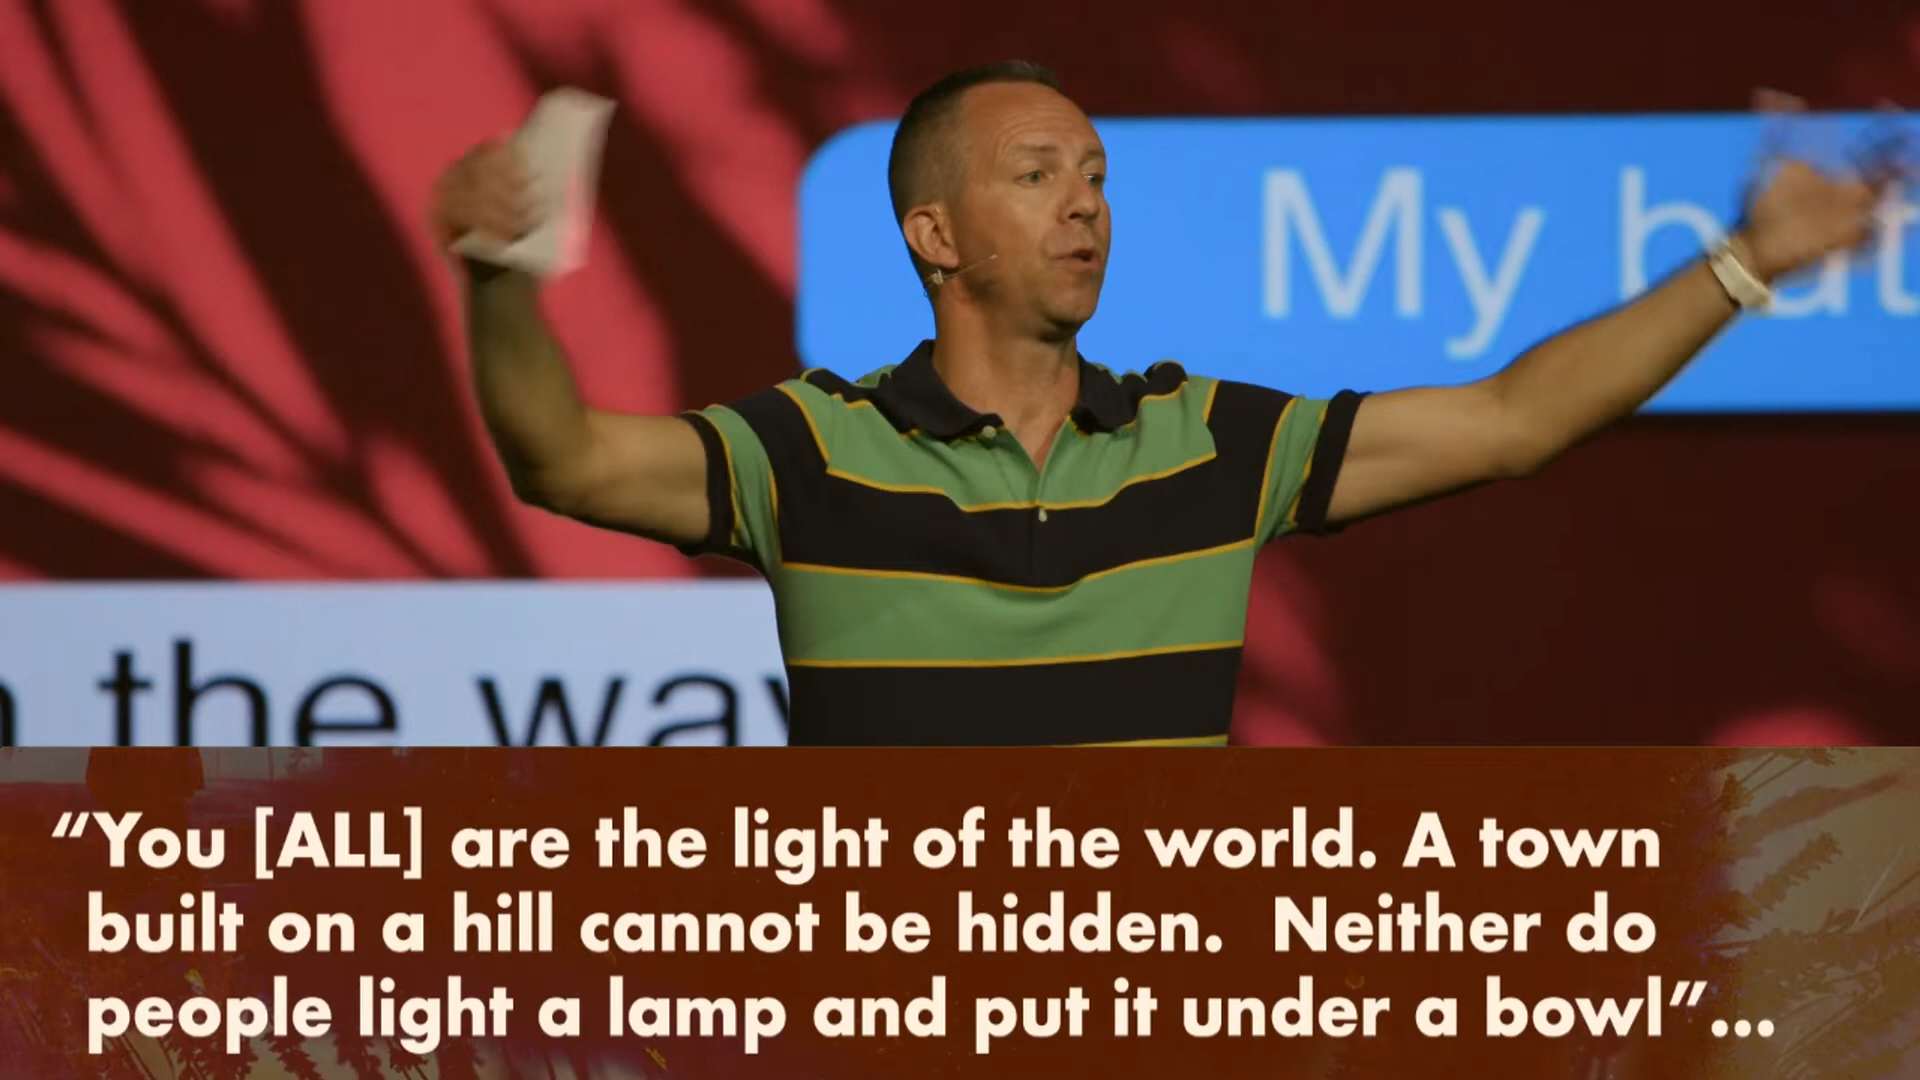 My
the way
“You [ALL] are the light of the world. A town
built on a hill cannot be hidden.  Neither do
people light a lamp and put it under a bowl”...